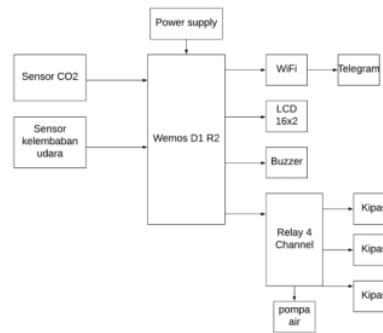 Power supply
Sensor CO2
Sensor
kelembaban
udara
Wemos D1 R2
WiFi
Telegram
LCD
16x2
Buzzer
Relay 4
Channel
Kipas
Kipas
Kipas
pompa
air